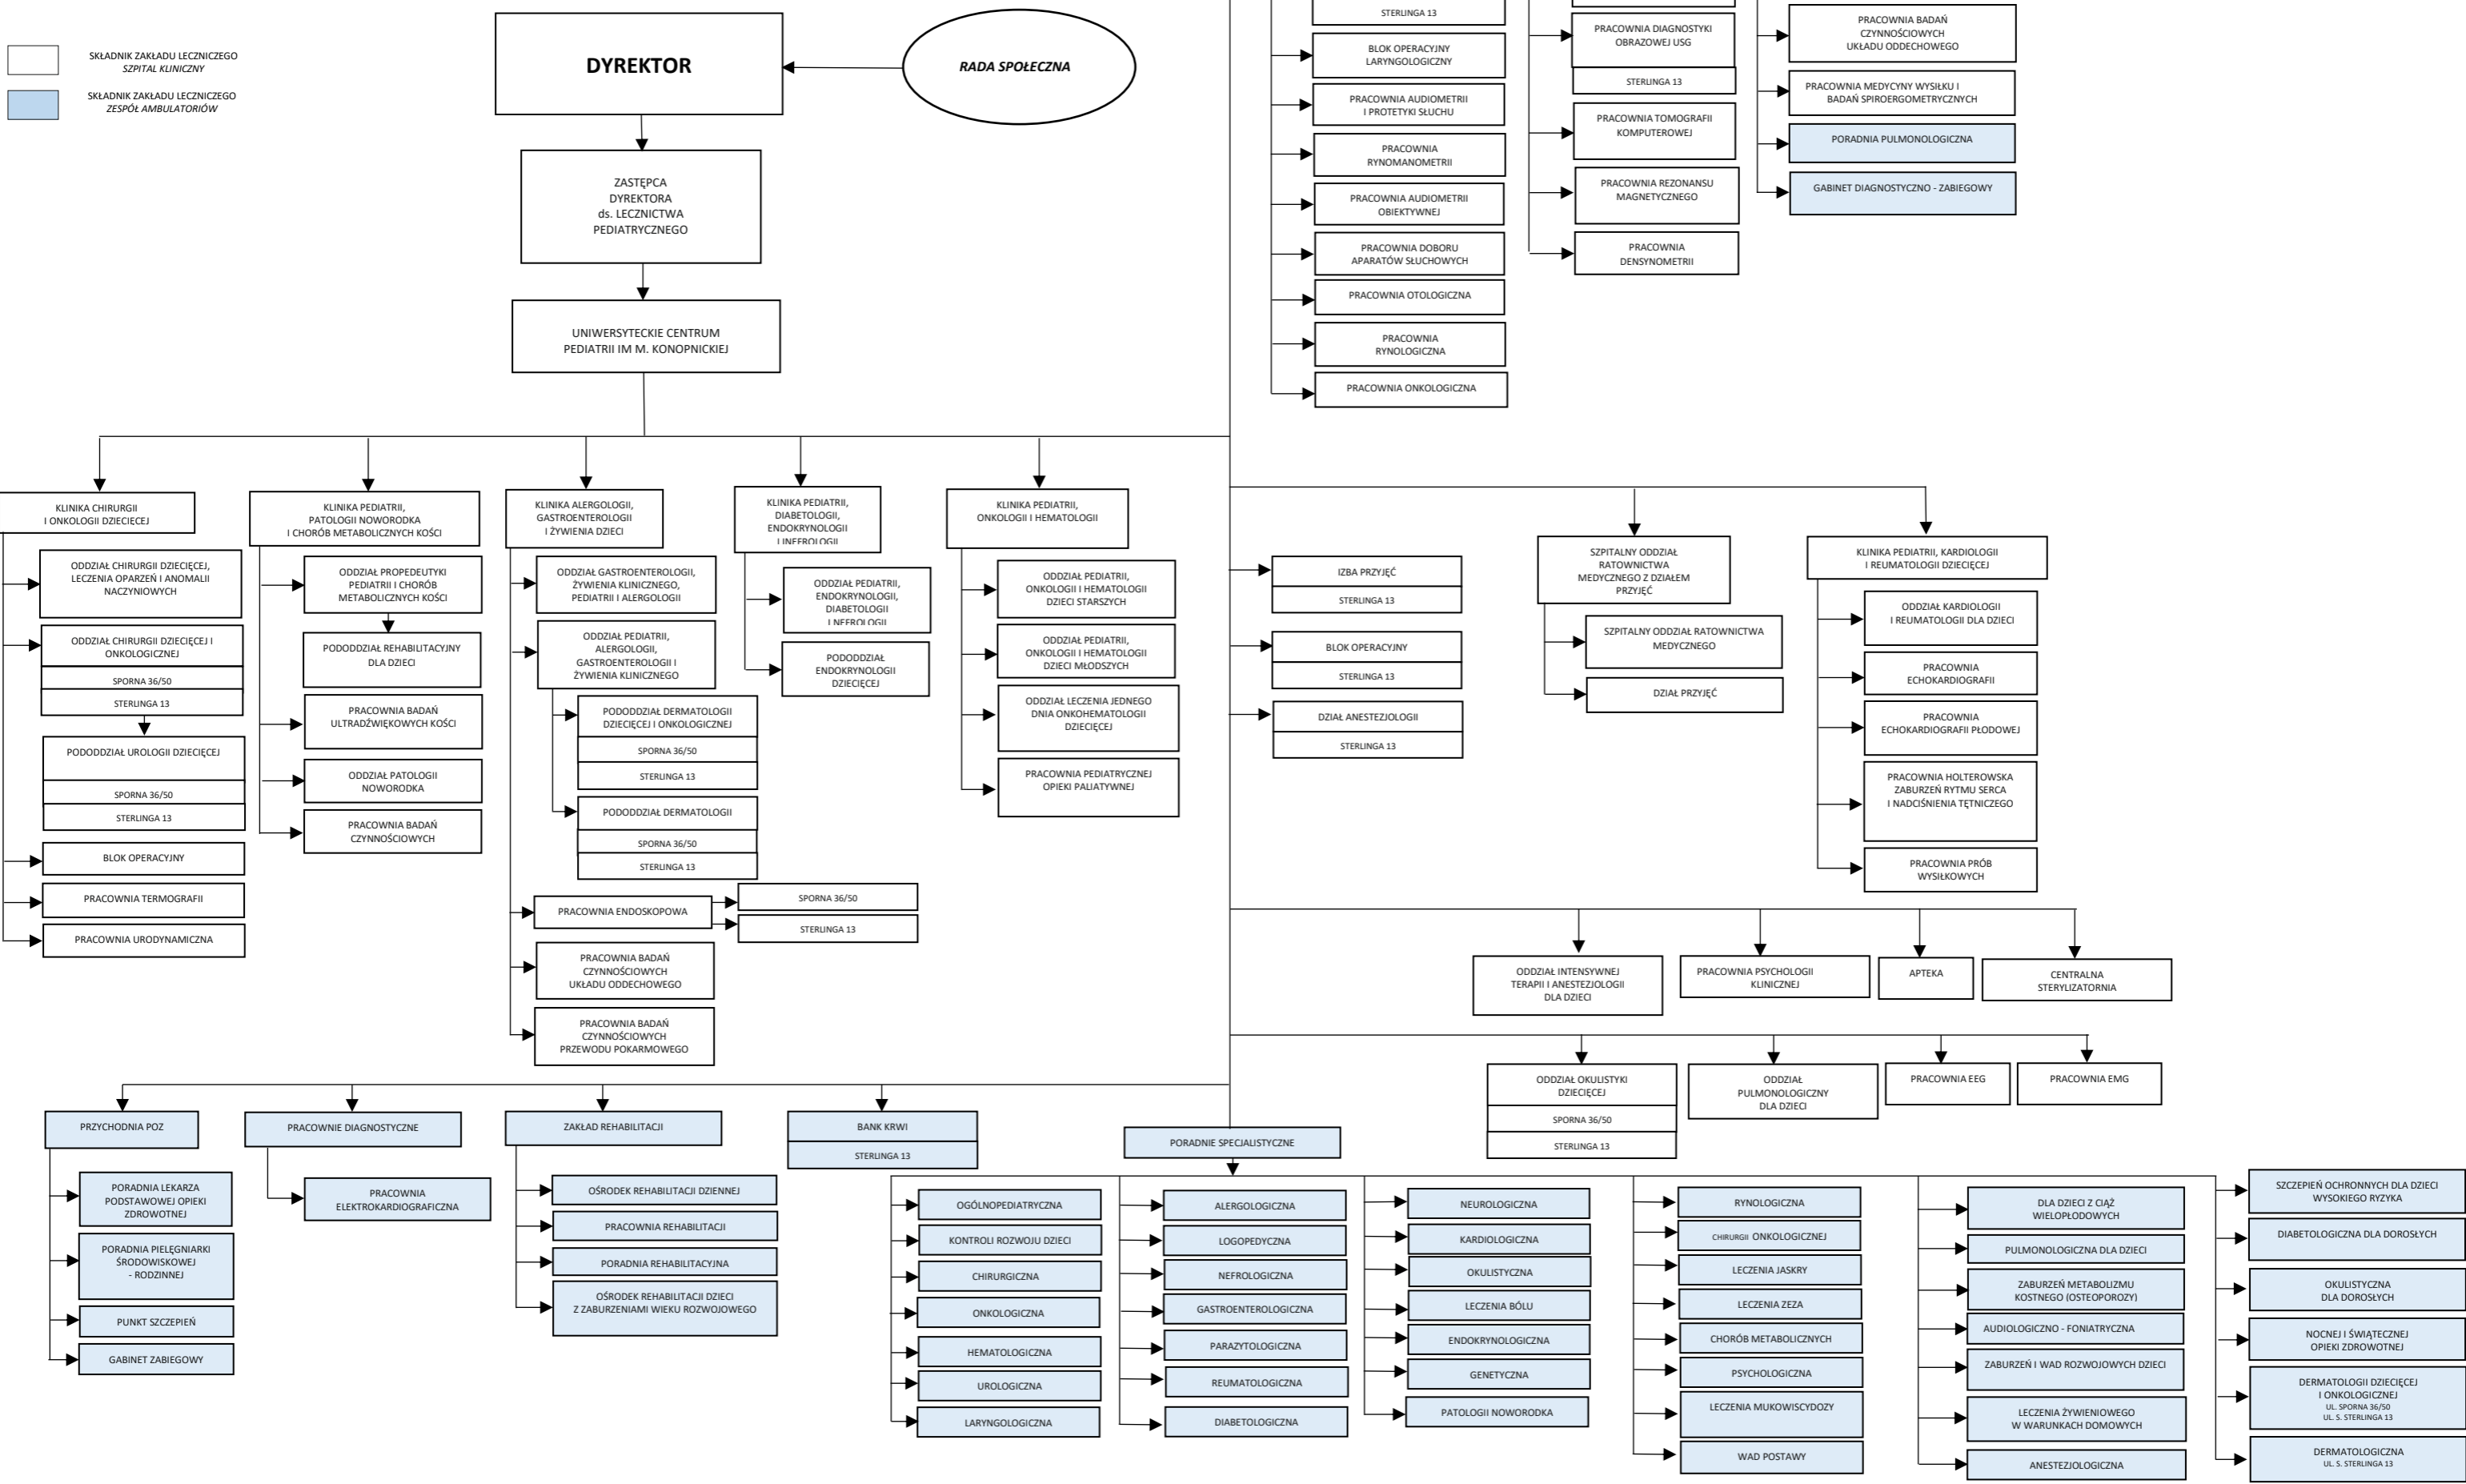 SKŁADNIK ZAKŁADU LECZNICZEGO
SZPITAL KLINICZNY
SKŁADNIK ZAKŁADU LECZNICZEGO
ZESPÓŁ AMBULATORIÓW
DYREKTOR
RADA SPOŁECZNA
ZASTĘPCA
DYREKTORA
ds. LECZNICTWA
PEDIATRYCZNEGO
UNIWERSYTECKIE CENTRUM
PEDIATRII IM M. KONOPNICKIEJ
STERLINGA 13
BLOK OPERACYJNY
LARYNGOLOGICZNY
PRACOWNIA AUDIOMETRII
I PROTETYKI SŁUCHU
PRACOWNIA
RYNOMANOMETRII
PRACOWNIA AUDIOMETRII
OBIEKTYWNEJ
PRACOWNIA DOBORU
APARATÓW SŁUCHOWYCH
PRACOWNIA OTOLOGICZNA
PRACOWNIA
RYNOLOGICZNA
PRACOWNIA ONKOLOGICZNA
PRACOWNIA DIAGNOSTYKI
OBRAZOWEJ USG
STERLINGA 13
PRACOWNIA TOMOGRAFII
KOMPUTEROWEJ
PRACOWNIA REZONANSU
MAGNETYCZNEGO
PRACOWNIA
DENSYNOMETRII
PRACOWNIA BADAŃ
CZYNNOŚCIOWYCH
UKŁADU ODDECHOWEGO
PRACOWNIA MEDYCYNY WYSIŁKU I
BADAŃ SPIROERGOMETRYCZNYCH
PORADNIA PULMONOLOGICZNA
GABINET DIAGNOSTYCZNO - ZABIEGOWY
KLINIKA CHIRURGII
I ONKOLOGII DZIECIĘCEJ
ODDZIAŁ CHIRURGII DZIECIĘCEJ,
LECZENIA OPARZEŃ I ANOMALII
NACZYNIOWYCH
ODDZIAŁ CHIRURGII DZIECIĘCEJ I
ONKOLOGICZNEJ
SPORNA 36/50
STERLINGA 13
PODODDZIAŁ UROLOGII DZIECIĘCEJ
SPORNA 36/50
STERLINGA 13
BLOK OPERACYJNY
PRACOWNIA TERMOGRAFII
PRACOWNIA URODYNAMICZNA
KLINIKA PEDIATRII,
PATOLOGII NOWORODKA
I CHORÓB METABOLICZNYCH KOŚCI
ODDZIAŁ PROPEDEUTYKI
PEDIATRII I CHORÓB
METABOLICZNYCH KOŚCI
PODODDZIAŁ REHABILITACYJNY
DLA DZIECI
PRACOWNIA BADAŃ
ULTRADŹWIĘKOWYCH KOŚCI
ODDZIAŁ PATOLOGII
NOWORODKA
PRACOWNIA BADAŃ
CZYNNOŚCIOWYCH
KLINIKA ALERGOLOGII,
GASTROENTEROLOGII
I ŻYWIENIA DZIECI
ODDZIAŁ GASTROENTEROLOGII,
ŻYWIENIA KLINICZNEGO,
PEDIATRII I ALERGOLOGII
ODDZIAŁ PEDIATRII,
ALERGOLOGII,
GASTROENTEROLOGII I
ŻYWIENIA KLINICZNEGO
PODODDZIAŁ DERMATOLOGII
DZIECIĘCEJ I ONKOLOGICZNEJ
SPORNA 36/50
STERLINGA 13
PODODDZIAŁ DERMATOLOGII
SPORNA 36/50
STERLINGA 13
PRACOWNIA ENDOSKOPOWA
SPORNA 36/50
STERLINGA 13
PRACOWNIA BADAŃ
CZYNNOŚCIOWYCH
UKŁADU ODDECHOWEGO
PRACOWNIA BADAŃ
CZYNNOŚCIOWYCH
PRZEWODU POKARMOWEGO
KLINIKA PEDIATRII,
DIABETOLOGII,
ENDOKRYNOLOGII
I NEFROLOGII
ODDZIAŁ PEDIATRII,
ENDOKRYNOLOGII,
DIABETOLOGII
I NEFROLOGII
PODODDZIAŁ
ENDOKRYNOLOGII
DZIECIĘCEJ
KLINIKA PEDIATRII,
ONKOLOGII I HEMATOLOGII
ODDZIAŁ PEDIATRII,
ONKOLOGII I HEMATOLOGII
DZIECI STARSZYCH
ODDZIAŁ PEDIATRII,
ONKOLOGII I HEMATOLOGII
DZIECI MŁODSZYCH
ODDZIAŁ LECZENIA JEDNEGO
DNIA ONKOHEMATOLOGII
DZIECIĘCEJ
PRACOWNIA PEDIATRYCZNEJ
OPIEKI PALIATYWNEJ
IZBA PRZYJĘĆ
STERLINGA 13
BLOK OPERACYJNY
STERLINGA 13
DZIAŁ ANESTEZJOLOGII
STERLINGA 13
SZPITALNY ODDZIAŁ
RATOWNICTWA
MEDYCZNEGO Z DZIAŁEM
PRZYJĘĆ
SZPITALNY ODDZIAŁ RATOWNICTWA
MEDYCZNEGO
DZIAŁ PRZYJĘĆ
KLINIKA PEDIATRII, KARDIOLOGII
I REUMATOLOGII DZIECIĘCEJ
ODDZIAŁ KARDIOLOGII
I REUMATOLOGII DLA DZIECI
PRACOWNIA
ECHOKARDIOGRAFII
PRACOWNIA
ECHOKARDIOGRAFII PŁODOWEJ
PRACOWNIA HOLTEROWSKA
ZABURZEŃ RYTMU SERCA
I NADCIŚNIENIA TĘTNICZEGO
PRACOWNIA PRÓB
WYSIŁKOWYCH
ODDZIAŁ INTENSYWNEJ
TERAPII I ANESTEZJOLOGII
DLA DZIECI
PRACOWNIA PSYCHOLOGII
KLINICZNEJ
APTEKA
CENTRALNA
STERYLIZATORNIA
ODDZIAŁ OKULISTYKI
DZIECIĘCEJ
SPORNA 36/50
STERLINGA 13
ODDZIAŁ
PULMONOLOGICZNY
DLA DZIECI
PRACOWNIA EEG
PRACOWNIA EMG
PRZYCHODNIA POZ
PORADNIA LEKARZA
PODSTAWOWEJ OPIEKI
ZDROWOTNEJ
PORADNIA PIELĘGNIARKI
ŚRODOWISKOWEJ
- RODZINNEJ
PUNKT SZCZEPIEŃ
GABINET ZABIEGOWY
PRACOWNIE DIAGNOSTYCZNE
PRACOWNIA
ELEKTROKARDIOGRAFICZNA
ZAKŁAD REHABILITACJI
OŚRODEK REHABILITACJI DZIENNEJ
PRACOWNIA REHABILITACJI
PORADNIA REHABILITACYJNA
OŚRODEK REHABILITACJI DZIECI
Z ZABURZENIAMI WIEKU ROZWOJOWEGO
BANK KRWI
STERLINGA 13
PORADNIE SPECJALISTYCZNE
OGÓLNOPEDIATRYCZNA
KONTROLI ROZWOJU DZIECI
CHIRURGICZNA
ONKOLOGICZNA
HEMATOLOGICZNA
UROLOGICZNA
LARYNGOLOGICZNA
ALERGOLOGICZNA
LOGOPEDYCZNA
NEFROLOGICZNA
GASTROENTEROLOGICZNA
PARAZYTOLOGICZNA
REUMATOLOGICZNA
DIABETOLOGICZNA
NEUROLOGICZNA
KARDIOLOGICZNA
OKULISTYCZNA
LECZENIA BÓLU
ENDOKRYNOLOGICZNA
GENETYCZNA
PATOLOGII NOWORODKA
RYNOLOGICZNA
CHIRURGII ONKOLOGICZNEJ
LECZENIA JASKRY
LECZENIA ZEZA
CHORÓB METABOLICZNYCH
PSYCHOLOGICZNA
LECZENIA MUKOWISCYDOZY
WAD POSTAWY
DLA DZIECI Z CIĄŻ
WIELOPŁODOWYCH
PULMONOLOGICZNA DLA DZIECI
ZABURZEŃ METABOLIZMU
KOSTNEGO (OSTEOPOROZY)
AUDIOLOGICZNO - FONIATRYCZNA
ZABURZEŃ I WAD ROZWOJOWYCH DZIECI
LECZENIA ŻYWIENIOWEGO
W WARUNKACH DOMOWYCH
ANESTEZJOLOGICZNA
SZCZEPIEŃ OCHRONNYCH DLA DZIECI
WYSOKIEGO RYZYKA
DIABETOLOGICZNA DLA DOROSŁYCH
OKULISTYCZNA
DLA DOROSŁYCH
NOCNEJ I ŚWIĄTECZNEJ
OPIEKI ZDROWOTNEJ
DERMATOLOGII DZIECIĘCEJ
I ONKOLOGICZNEJ
UL. SPORNA 36/50
UL. S. STERLINGA 13
DERMATOLOGICZNA
UL. S. STERLINGA 13